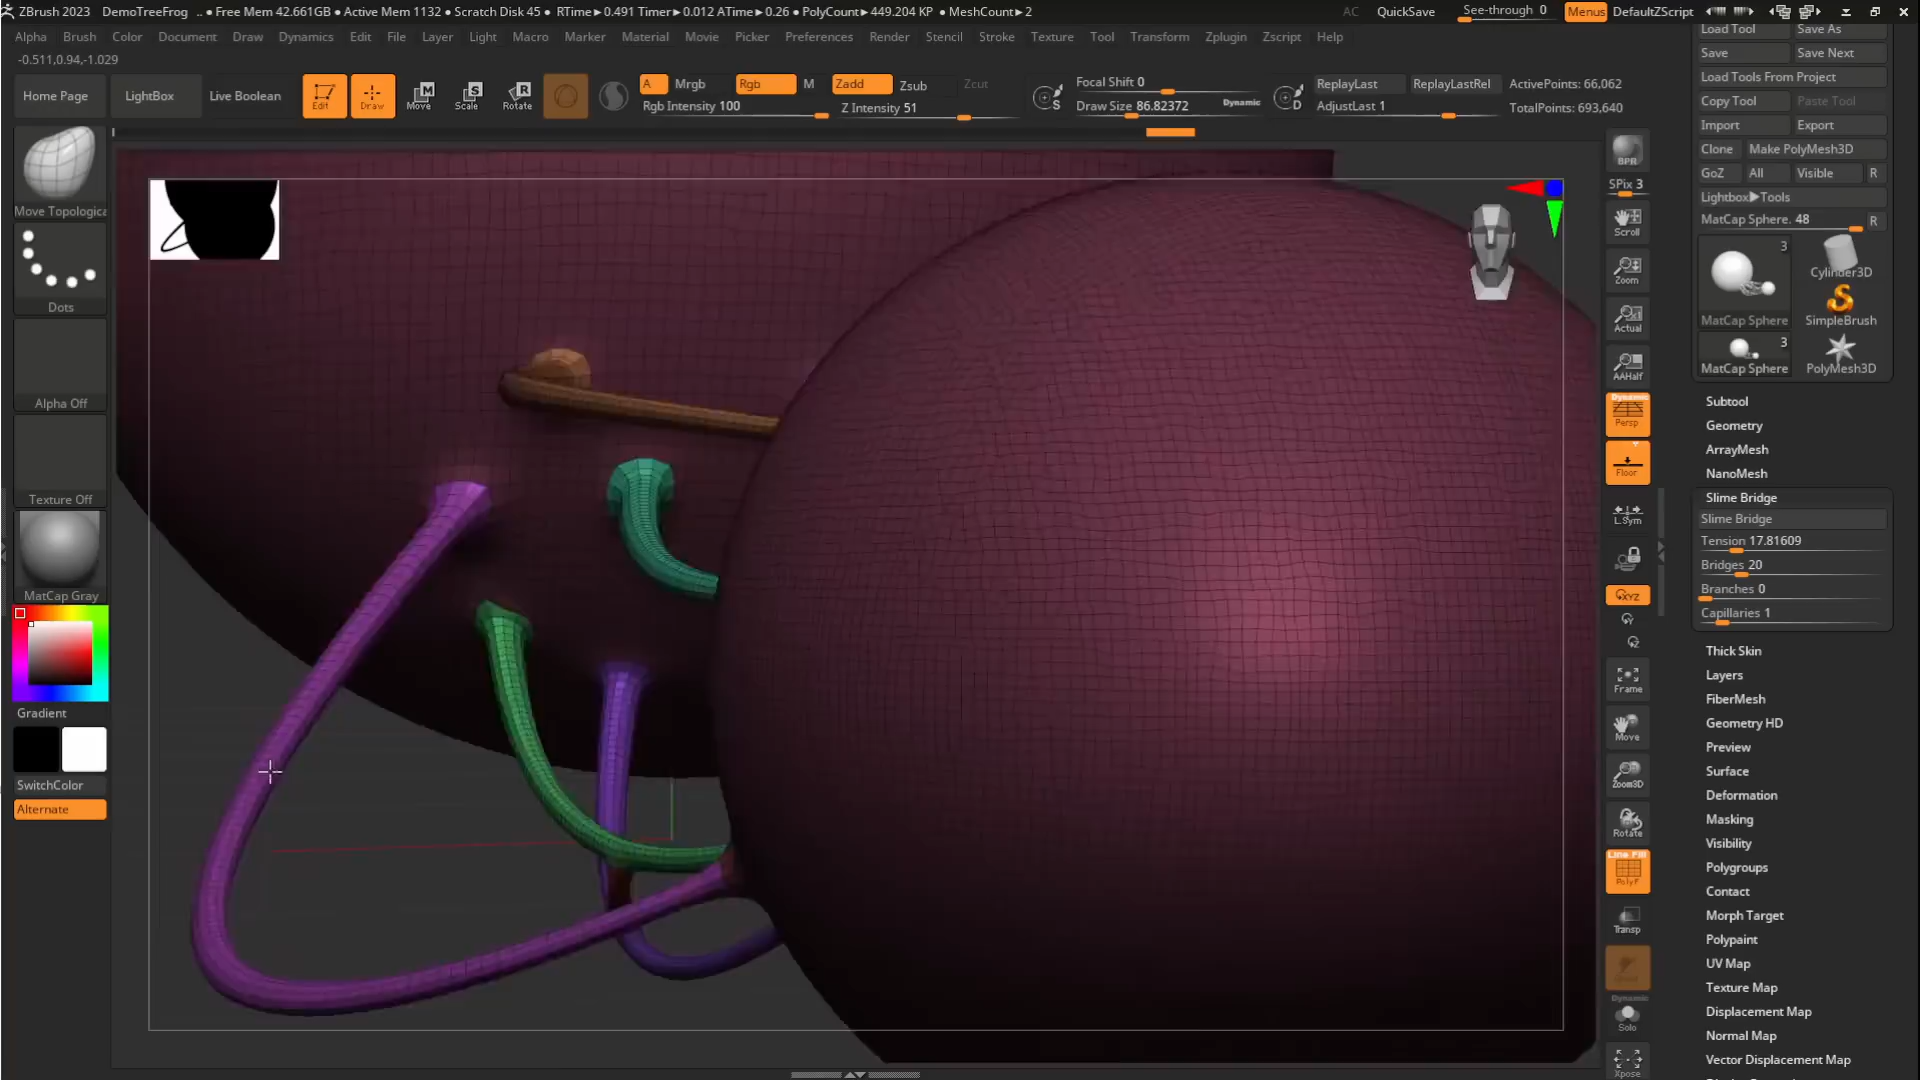 ZBrush 2023 DemoTreeFrog .. ● Free Mem 42.661GB ● Active Mem 1132 ● Scratch Disk 45 ● RTime►0.491 Timer►0.012 ATime►0.26 ● PolyCount►449.204 KP ● MeshCount►2 AC QuickSave See-through 0 Menus DefaultZScript
Alpha Brush Color Document Draw Dynamics Edit File Layer Light Macro Marker Material Movie Picker Preferences Render Stencil Stroke Texture Tool Transform Zplugin Zscript Help
-0.511,0.94,-1.029
Home Page LightBox Live Boolean Edit Draw Move Scale Rotate
A Mrgb Rgb M Zadd Zsub Zcut
Rgb Intensity 100 Z Intensity 51
S Focal Shift 0
Draw Size 86.82372 Dynamic
D ReplayLast ReplayLastRel ActivePoints: 66,062
AdjustLast 1 TotalPoints: 693,640
Move Topologica
Dots
Alpha Off
Texture Off
MatCap Gray
Gradient
SwitchColor
Alternate
BPR
SPix 3
Scroll
Zoom
Actual
AAHalf
Dynamic
Persp
Floor
L.Sym
XYZ
Frame
Move
Zoom3D
Rotate
Line Fill
PolyF
Transp
Dynamic
Solo
Xpose
Load Tool Save As
Save Save Next
Load Tools From Project
Copy Tool Paste Tool
Import Export
Clone Make PolyMesh3D
GoZ All Visible R
Lightbox►Tools
MatCap Sphere. 48 R
3
MatCap Sphere Cylinder3D
SimpleBrush
3
MatCap Sphere PolyMesh3D
Subtool
Geometry
ArrayMesh
NanoMesh
Slime Bridge
Slime Bridge
Tension 17.81609
Bridges 20
Branches 0
Capillaries 1
Thick Skin
Layers
FiberMesh
Geometry HD
Preview
Surface
Deformation
Masking
Visibility
Polygroups
Contact
Morph Target
Polypaint
UV Map
Texture Map
Displacement Map
Normal Map
Vector Displacement Map